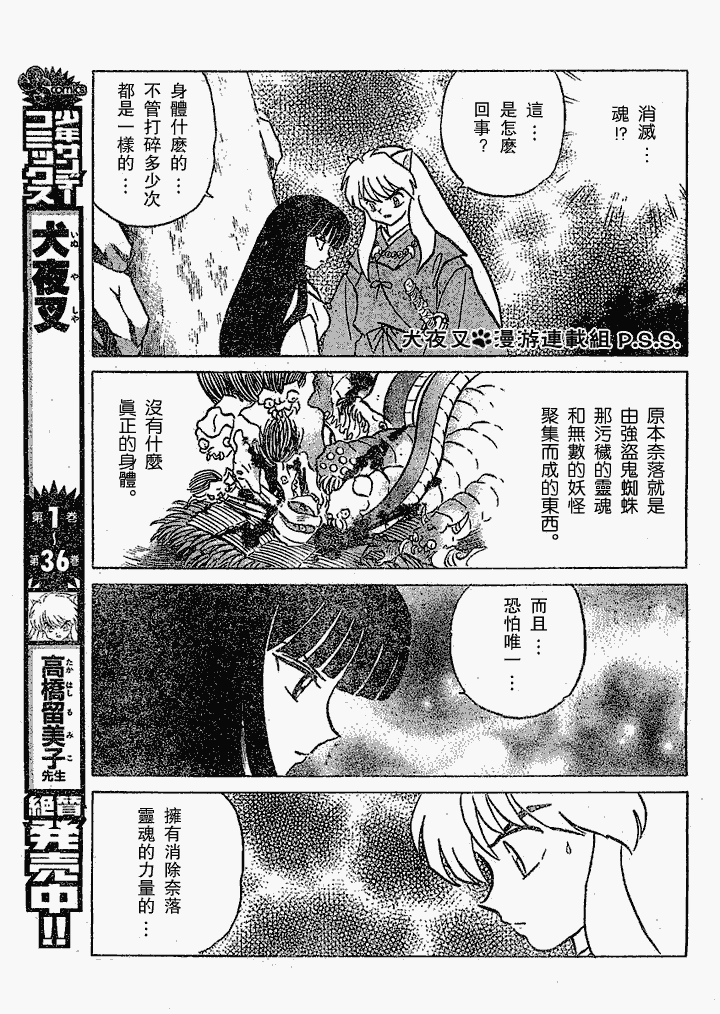 消滅…
魂!?
這…
是怎麼
回事？
身體什麼的…
不管打碎多少次
都是一樣的…
犬夜叉 漫游連載組 P.S.S.
原本奈落就是
由強盜鬼蜘蛛
那污穢的靈魂
和無數的妖怪
聚集而成的東西。
沒有什麼
眞正的身體。
而且…
恐怕唯一…
擁有消除奈落
靈魂的力量的…
comics
少年サンデー
コミックス
犬夜叉
いぬ や しゃ
第1巻
〜
第36巻
高橋留美子
たか はし る み こ
先生
絶賛
発売中!!